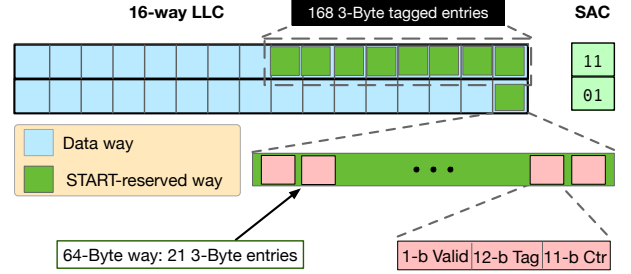 16-way LLC
168 3-Byte tagged entries
SAC
11
01
Data way
START-reserved way
• • •
64-Byte way: 21 3-Byte entries
1-b Valid 12-b Tag 11-b Ctr